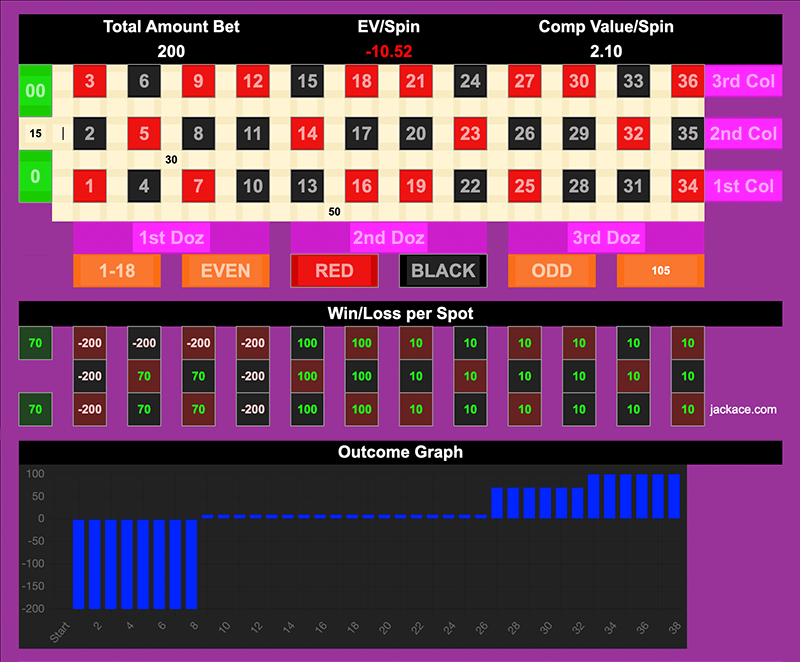 Total Amount Bet EV/Spin Comp Value/Spin
200 -10.52 2.10
00 3 6 9 12 15 18 21 24 27 30 33 36 3rd Col
15 | 2 5 8 11 14 17 20 23 26 29 32 35 2nd Col
30
0 1 4 7 10 13 16 19 22 25 28 31 34 1st Col
50
1st Doz 2nd Doz 3rd Doz
1-18 EVEN RED BLACK ODD 105
Win/Loss per Spot
70 -200 -200 -200 -200 100 100 10 10 10 10 10 10
-200 70 70 -200 100 100 10 10 10 10 10 10
70 -200 70 70 -200 100 100 10 10 10 10 10 10 jackace.com
Outcome Graph
100
50
0
-50
-100
-150
-200
Start 2 4 6 8 10 12 14 16 18 20 22 24 26 28 30 32 34 36 38